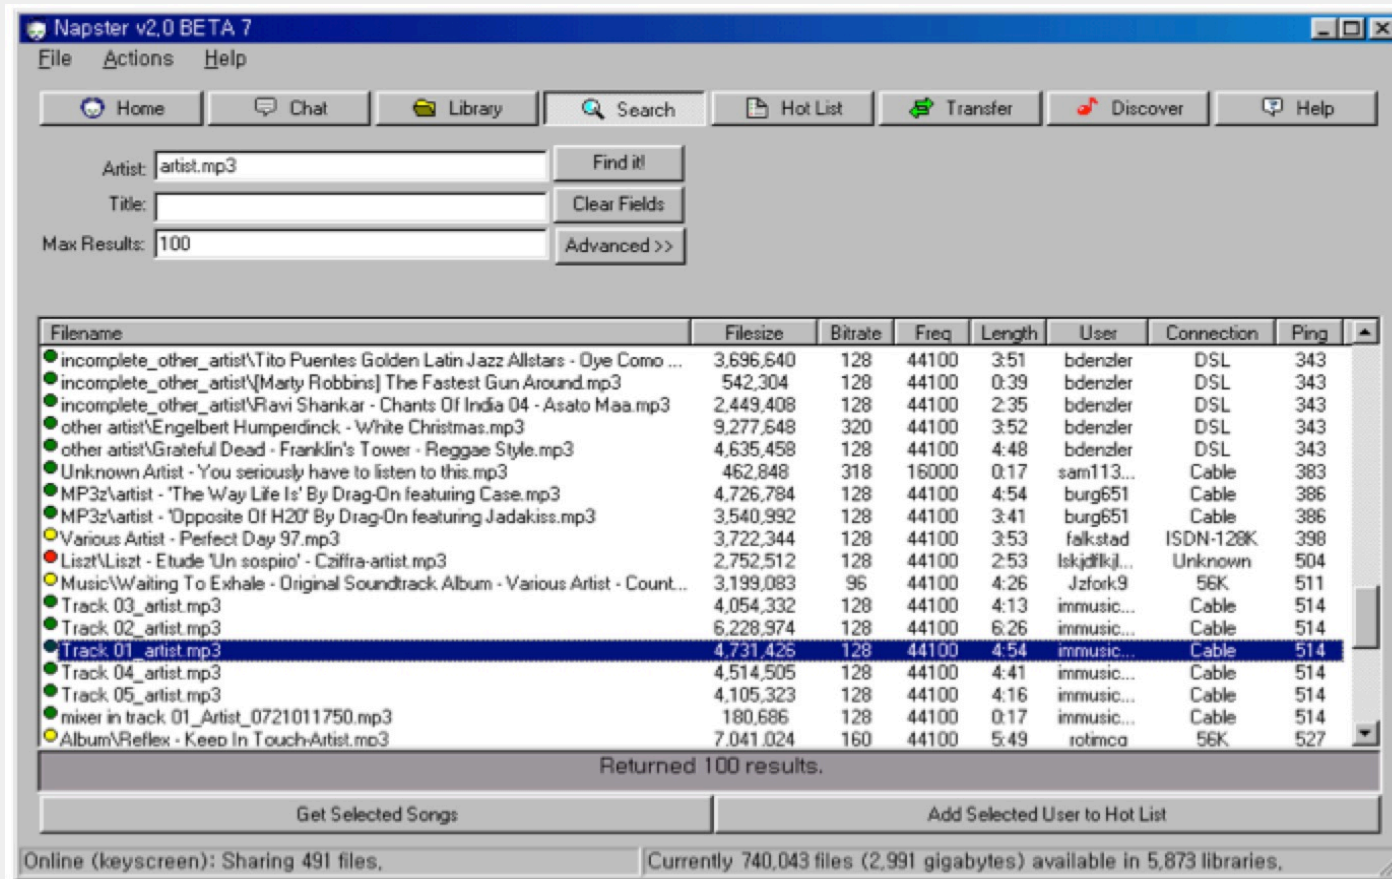 Napster v2.0 BETA 7
File Actions Help
Home Chat Library Search Hot List Transfer Discover Help
Artist: artist.mp3 Find it!
Title: Clear Fields
Max Results: 100 Advanced >>
Filename Filesize Bitrate Freq Length User Connection Ping
incomplete_other_artist\Tito Puentes Golden Latin Jazz Allstars - Oye Como ... 3,696,640 128 44100 3:51 bdenzler DSL 343
incomplete_other_artist\[Marty Robbins] The Fastest Gun Around.mp3 542,304 128 44100 0:39 bdenzler DSL 343
incomplete_other_artist\Ravi Shankar - Chants Of India 04 - Asato Maa.mp3 2,449,408 128 44100 2:35 bdenzler DSL 343
other artist\Engelbert Humperdinck - White Christmas.mp3 9,277,648 320 44100 3:52 bdenzler DSL 343
other artist\Grateful Dead - Franklin's Tower - Reggae Style.mp3 4,635,458 128 44100 4:48 bdenzler DSL 343
Unknown Artist - You seriously have to listen to this.mp3 462,848 318 16000 0:17 sam113... Cable 383
MP3z\artist - 'The Way Life Is' By Drag-On featuring Case.mp3 4,726,784 128 44100 4:54 burg651 Cable 386
MP3z\artist - 'Opposite Of H20' By Drag-On featuring Jadakiss.mp3 3,540,992 128 44100 3:41 burg651 Cable 386
Various Artist - Perfect Day 97.mp3 3,722,344 128 44100 3:53 falkstad ISDN-128K 398
Liszt\Liszt - Etude 'Un sospiro' - Cziffra-artist.mp3 2,752,512 128 44100 2:53 lskjdflkjl... Unknown 504
Music\Waiting To Exhale - Original Soundtrack Album - Various Artist - Count... 3,199,083 96 44100 4:26 Jzfork9 56K 511
Track 03_artist.mp3 4,054,332 128 44100 4:13 immusic... Cable 514
Track 02_artist.mp3 6,228,974 128 44100 6:26 immusic... Cable 514
Track 01_artist.mp3 4,731,426 128 44100 4:54 immusic... Cable 514
Track 04_artist.mp3 4,514,505 128 44100 4:41 immusic... Cable 514
Track 05_artist.mp3 4,105,323 128 44100 4:16 immusic... Cable 514
mixer in track 01_Artist_0721011750.mp3 180,686 128 44100 0:17 immusic... Cable 514
Album\Reflex - Keep In Touch-Artist.mp3 7,041,024 160 44100 5:49 rotimcg 56K 527
Returned 100 results.
Get Selected Songs Add Selected User to Hot List
Online (keyscreen): Sharing 491 files. Currently 740,043 files (2,991 gigabytes) available in 5,873 libraries.